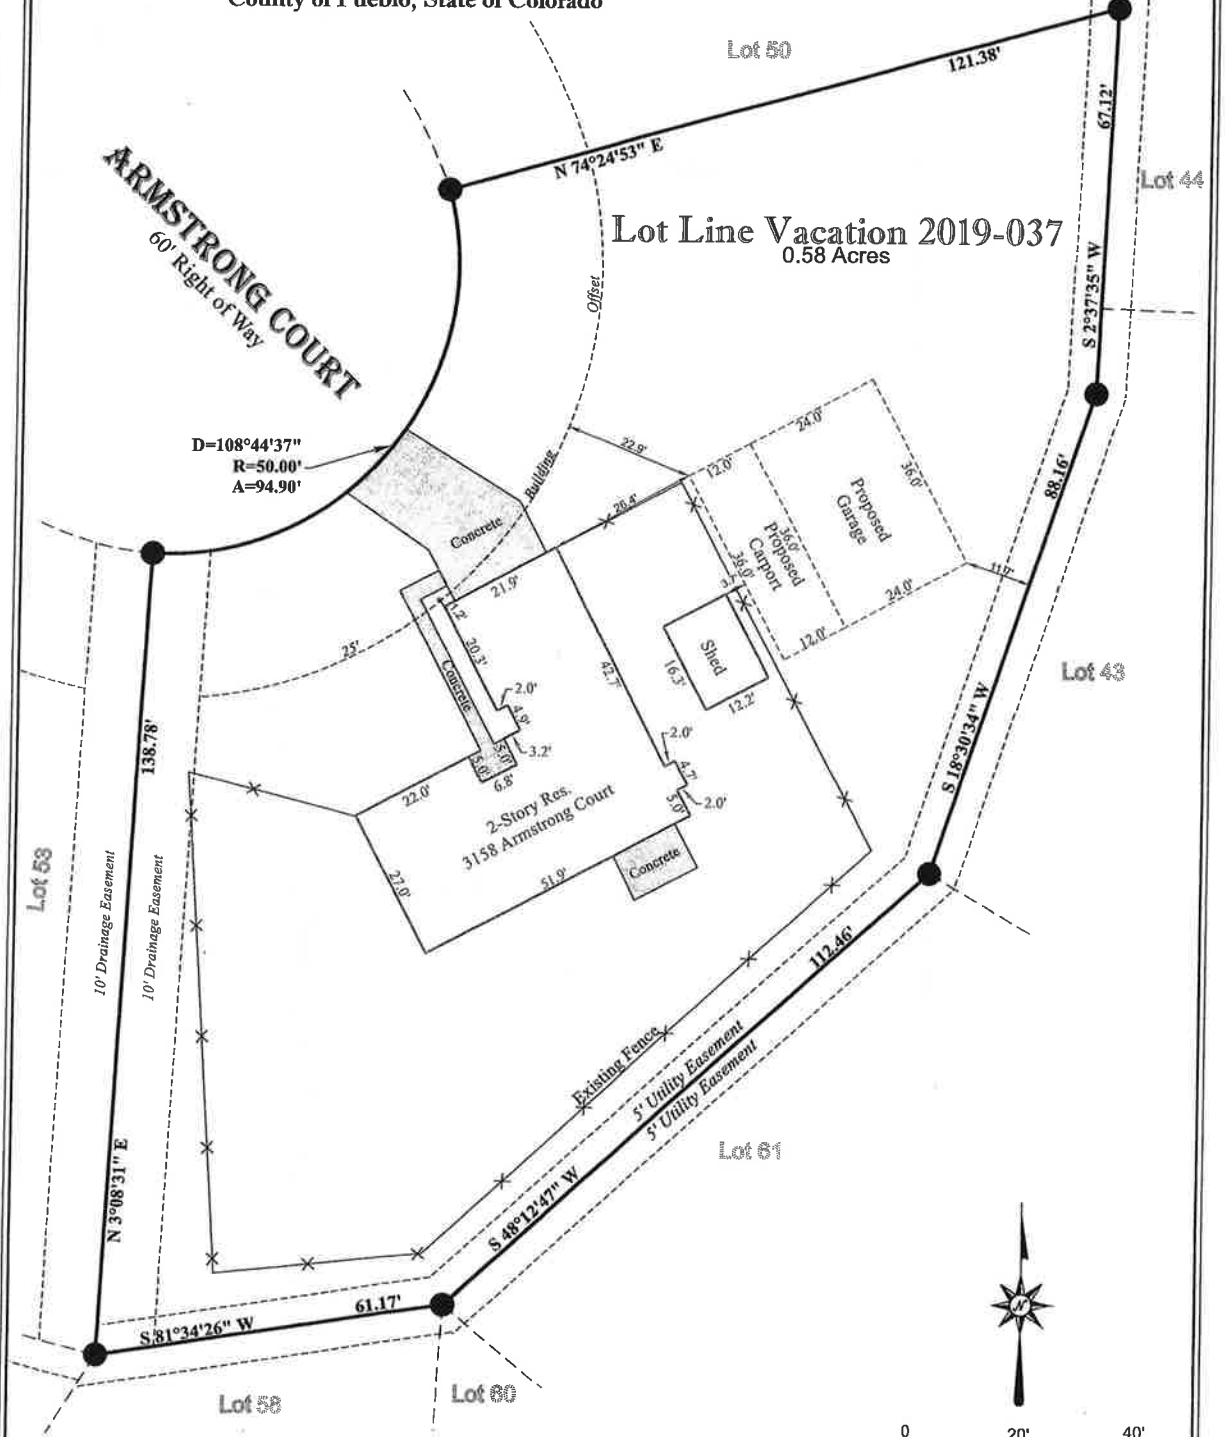 County of Pueblo, State of Colorado
Lot 50
121.38'
67.12'
N 74°24'53" E
Lot 44
ARMSTRONG COURT
60' Right of Way
Lot Line Vacation 2019-037
0.58 Acres
S 2°37'35" W
Offset
D=108°44'37"
R=50.00'
A=94.90'
22.9'
24.0'
12.0'
36.0'
88.16'
Building
26.4'
Proposed
Garage
Concrete
36.0'
Proposed
Carport
36.0'
11.7'
21.9'
24.0'
1.2'
12.0'
25'
20.3'
Shed
Concrete
42.7'
16.3'
12.2'
Lot 43
2.0'
4.9'
S 18°30'34" W
138.78'
3.2'
5.0'
5.0'
6.8'
2.0'
4.7'
22.0'
5.0'
2.0'
2-Story Res.
3158 Armstrong Court
Lot 53
10' Drainage Easement
10' Drainage Easement
27.0'
51.9'
Concrete
112.46'
Existing Fence
5' Utility Easement
5' Utility Easement
N 3°08'31" E
Lot 61
S 48°12'47" W
61.17'
S 81°34'26" W
N
Lot 58
Lot 60
0
20'
40'